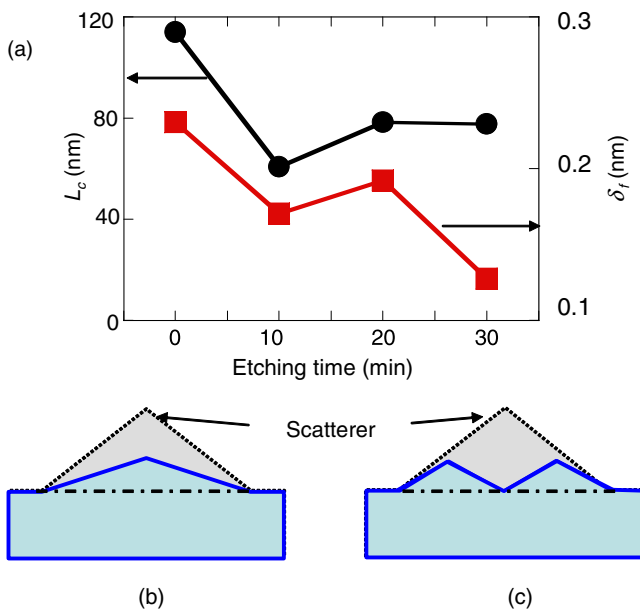 (a)
120
80
40
0
L_c (nm)
0.3
0.2
0.1
δ_f (nm)
0 10 20 30
Etching time (min)
Scatterer
(b) (c)